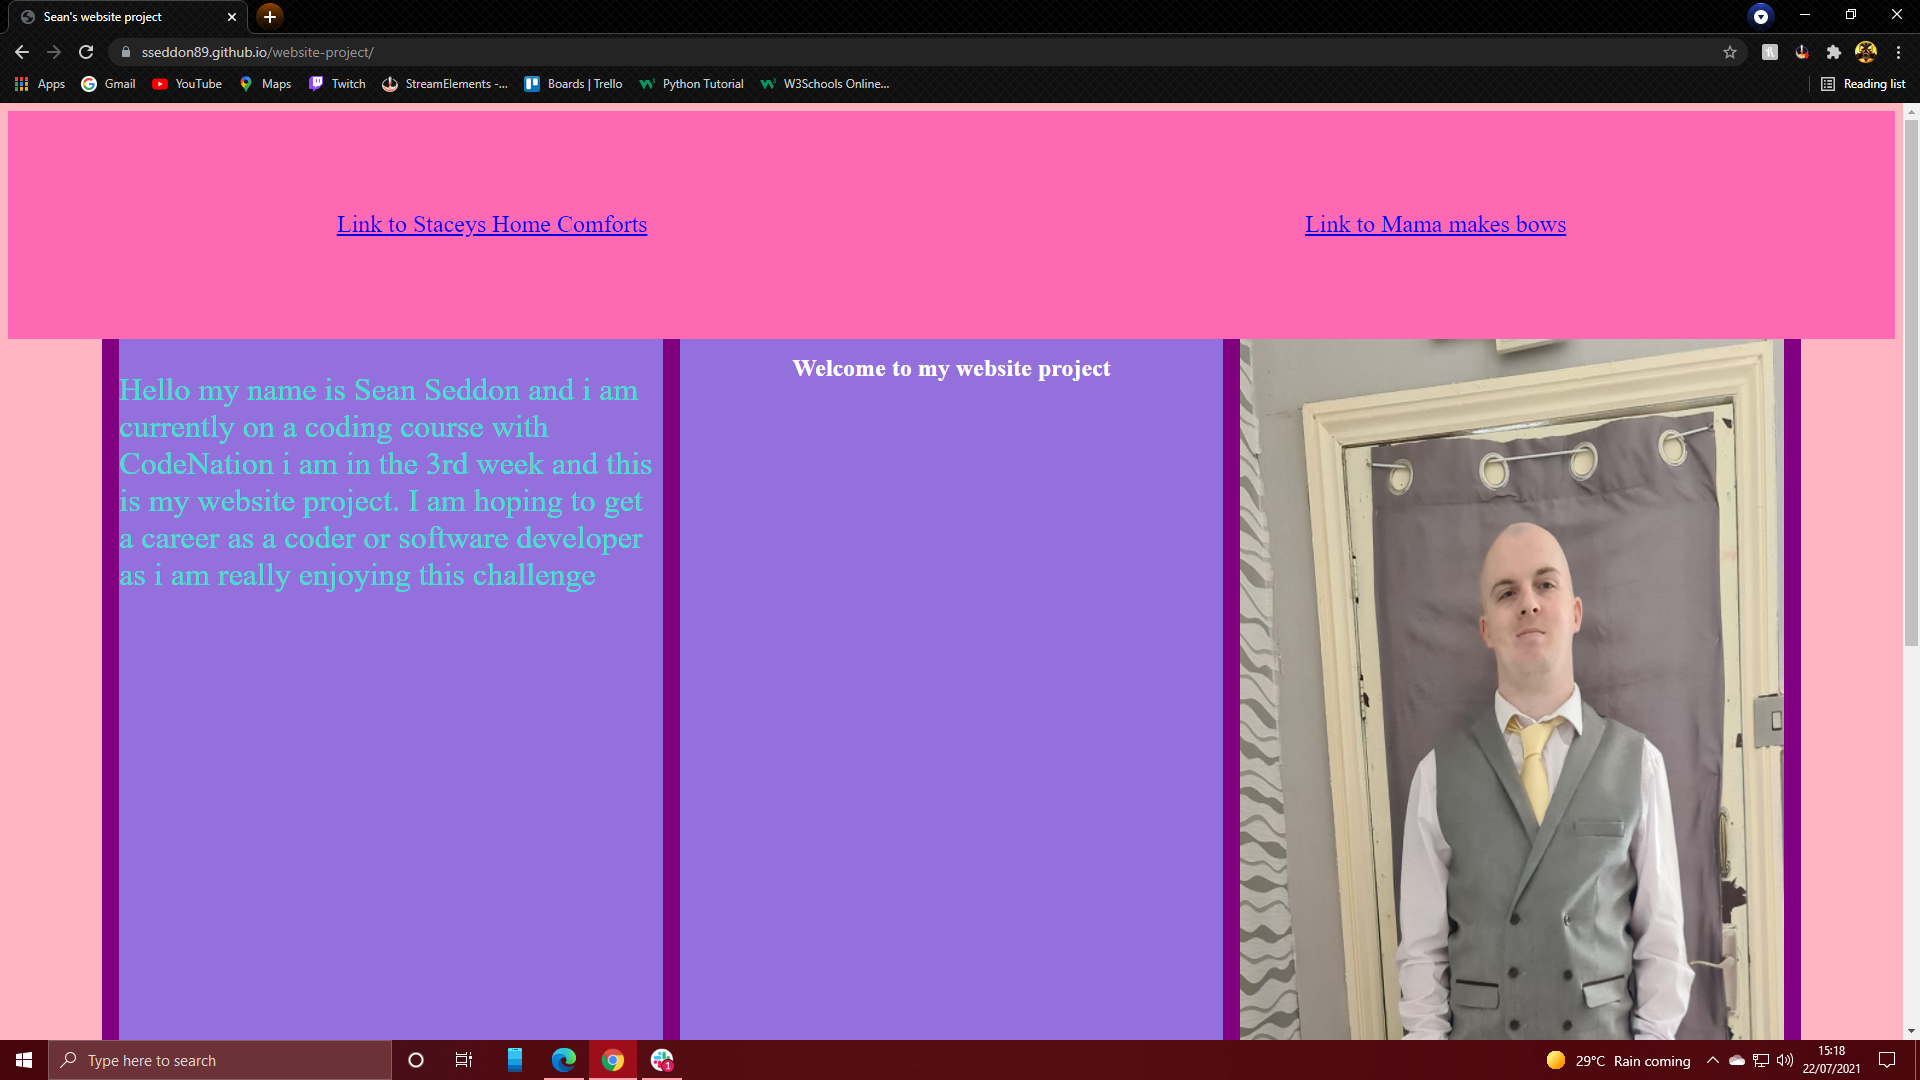 Sean's website project
sseddon89.github.io/website-project/
Apps Gmail YouTube Maps Twitch StreamElements -... Boards | Trello Python Tutorial W3Schools Online... Reading list
Link to Staceys Home Comforts Link to Mama makes bows
Welcome to my website project
Hello my name is Sean Seddon and i am
currently on a coding course with
CodeNation i am in the 3rd week and this
is my website project. I am hoping to get
a career as a coder or software developer
as i am really enjoying this challenge
Type here to search
1
29°C Rain coming
15:18
22/07/2021